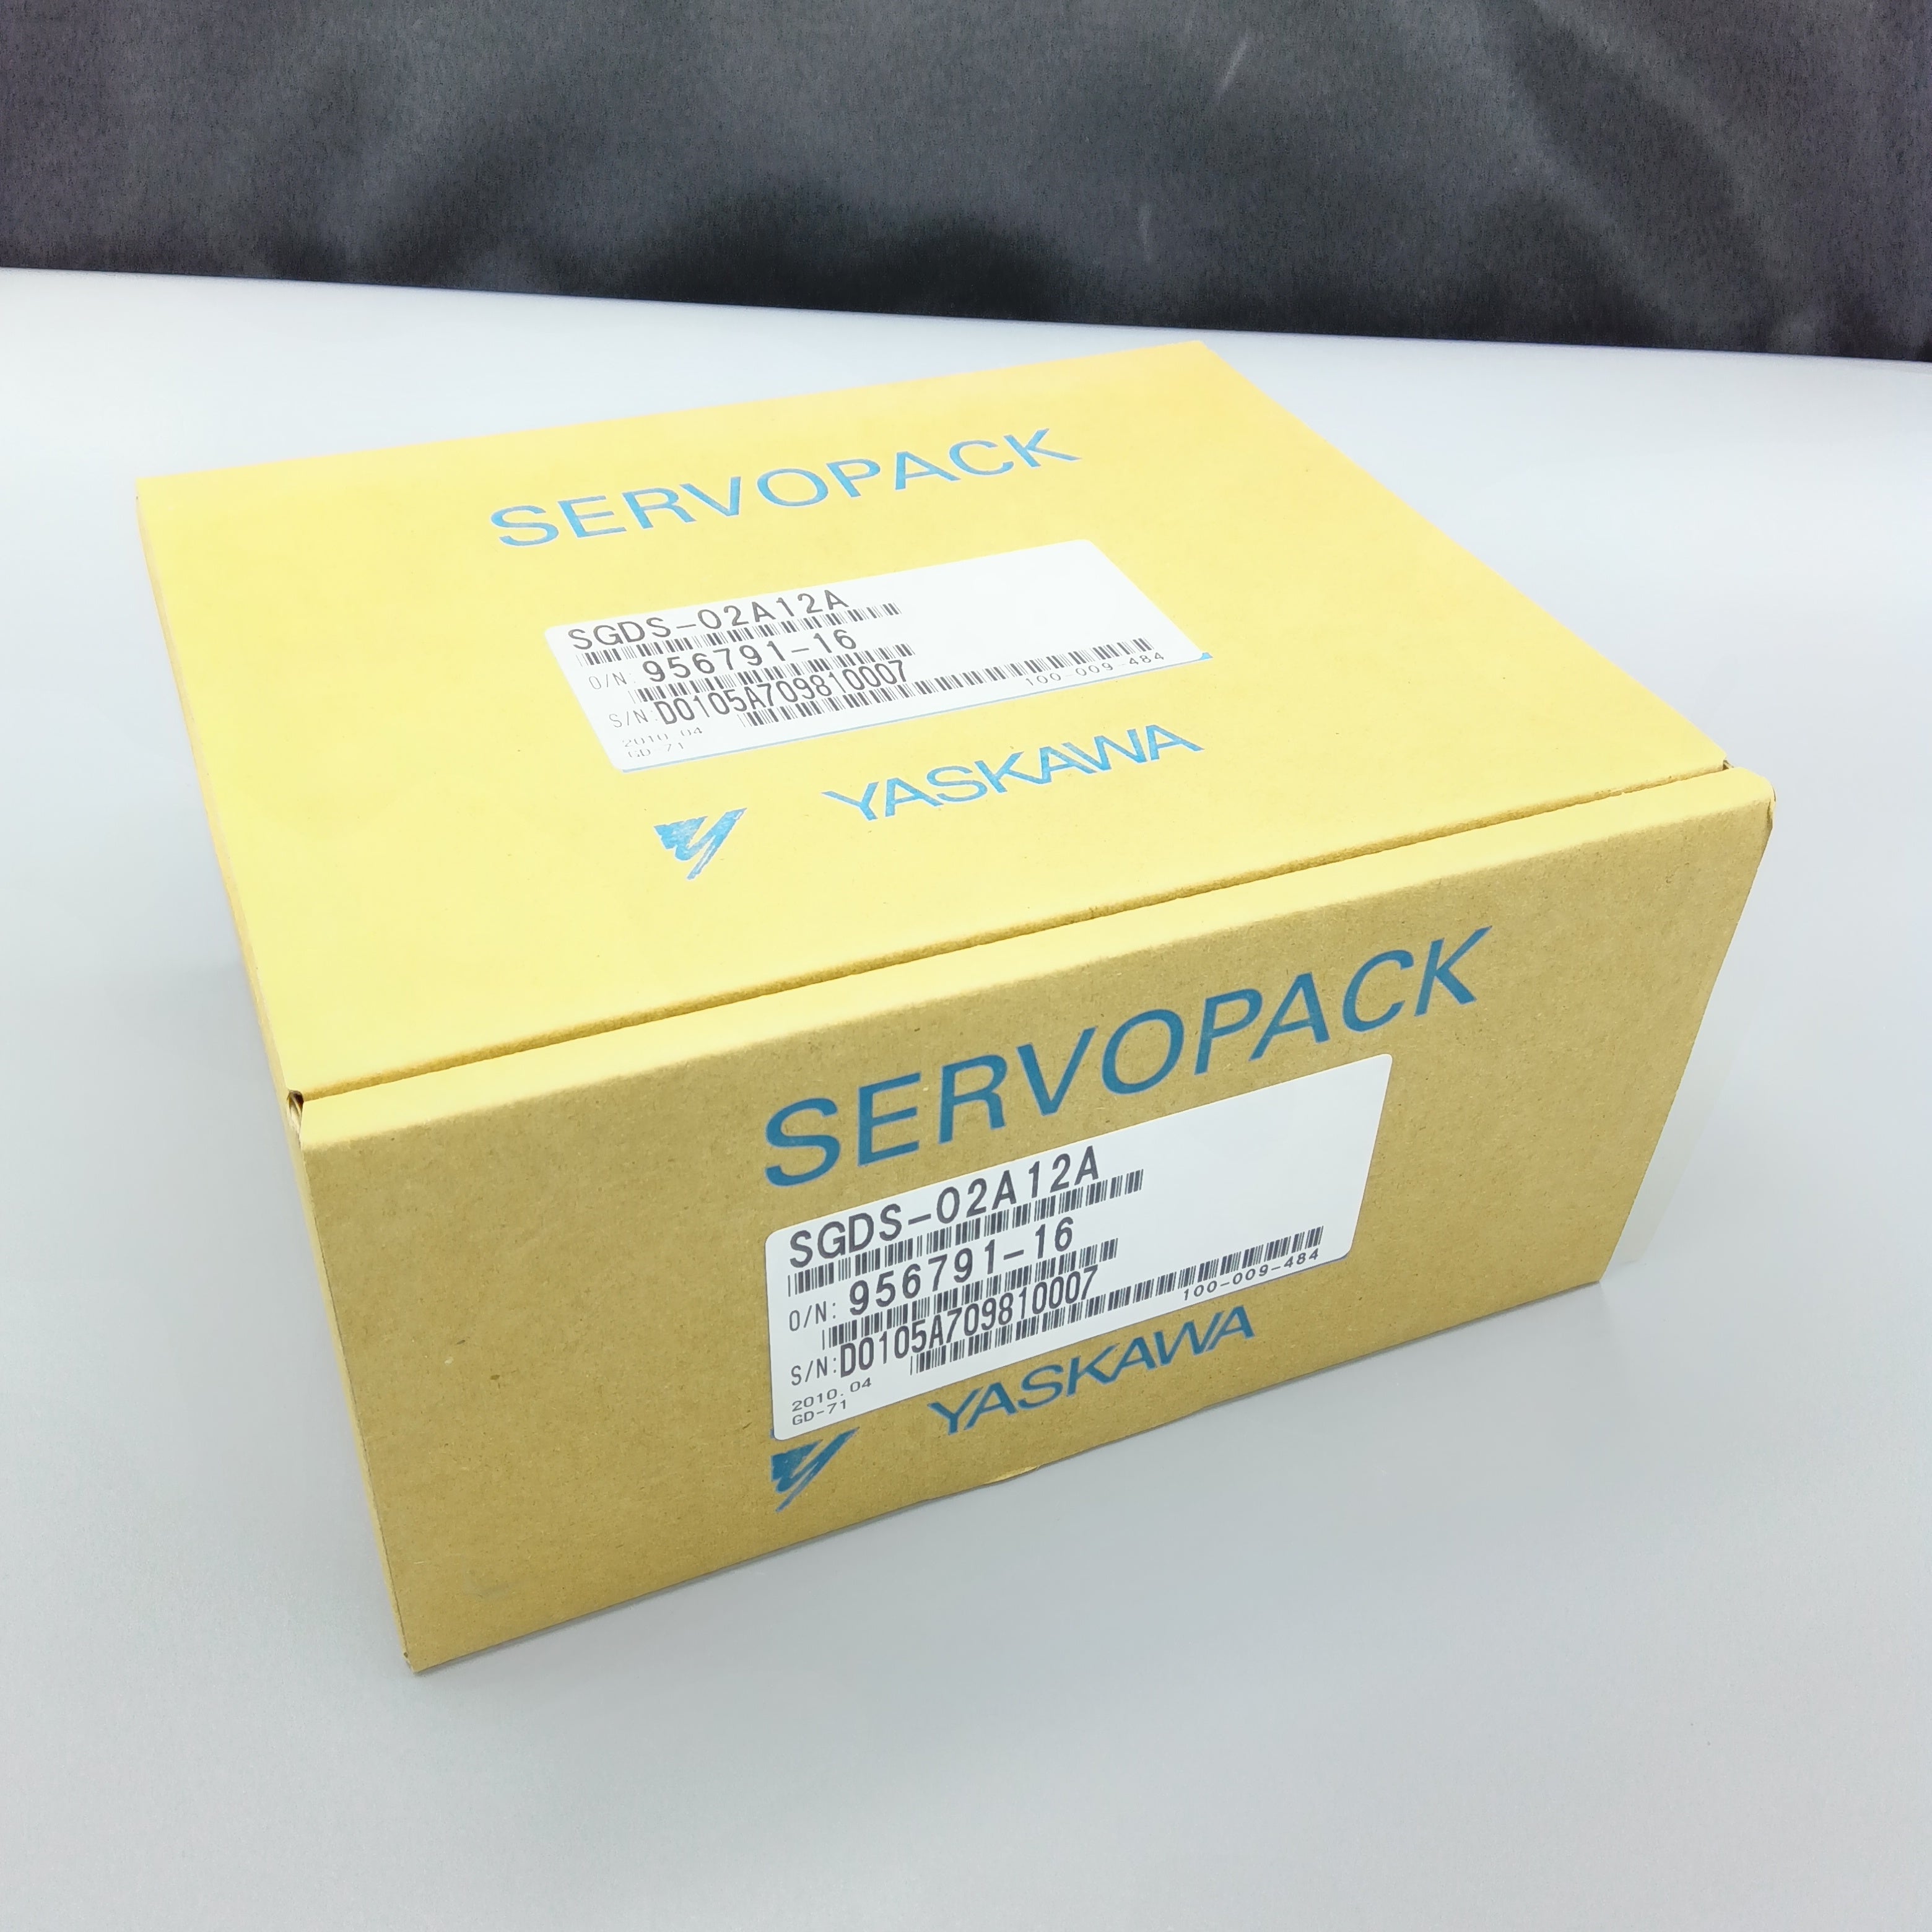 SERVOPACK
SGDS-02A12A
O/N: 956791-16
S/N: D0105A709810007
100-009-484
2010.04
GD-71
YASKAWA
SERVOPACK
SGDS-02A12A
O/N: 956791-16
S/N: D0105A709810007
100-009-484
2010.04
GD-71
YASKAWA